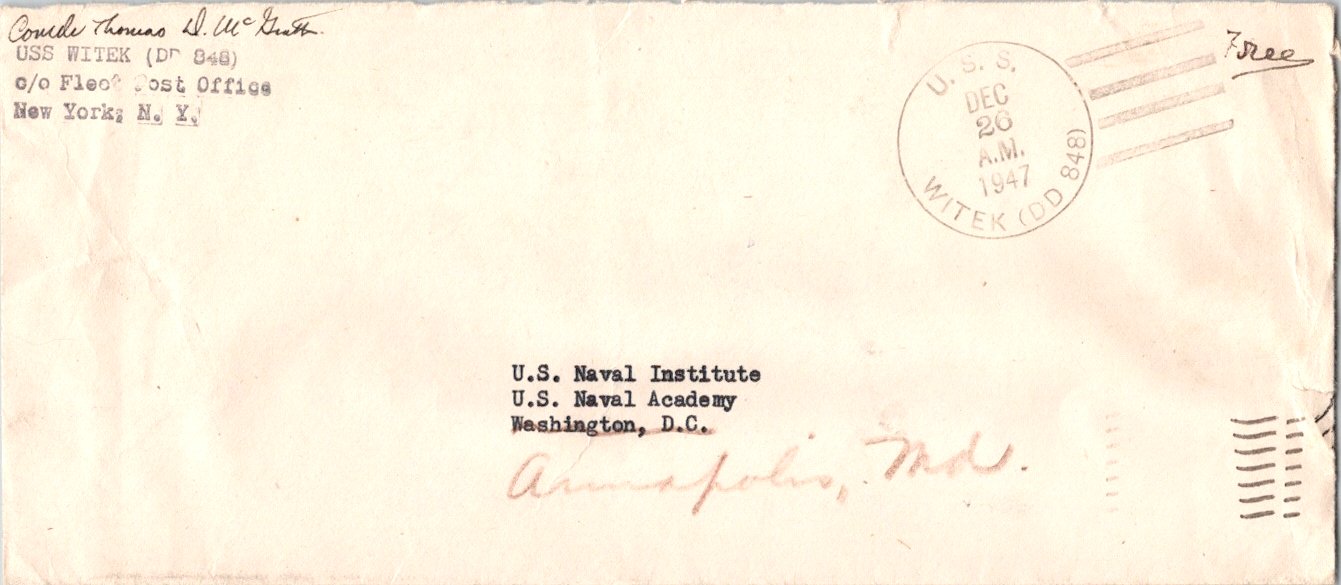 Comdr Thomas D. McGrath
USS WITEK (DD 848)
c/o Fleet Post Office
New York, N. Y.
Free
U. S. S.
DEC
26
A.M.
1947
WITEK (DD 848)
U.S. Naval Institute
U.S. Naval Academy
Washington, D.C.
Annapolis, Md.